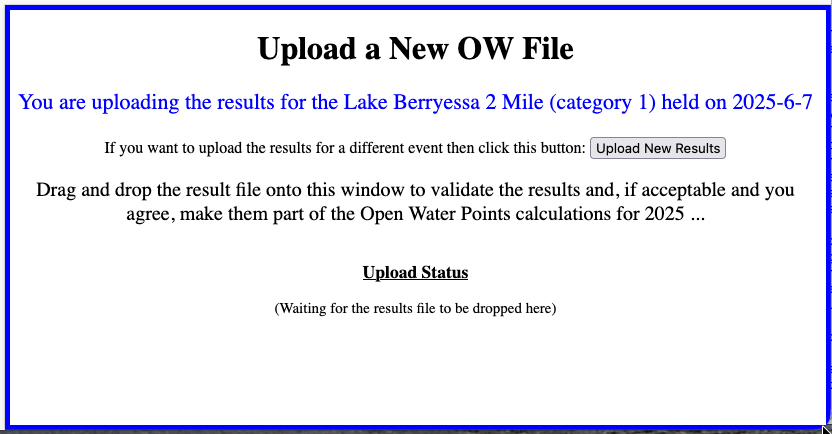 Upload a New OW File
You are uploading the results for the Lake Berryessa 2 Mile (category 1) held on 2025-6-7
If you want to upload the results for a different event then click this button: Upload New Results
Drag and drop the result file onto this window to validate the results and, if acceptable and you
agree, make them part of the Open Water Points calculations for 2025 ...
Upload Status
(Waiting for the results file to be dropped here)